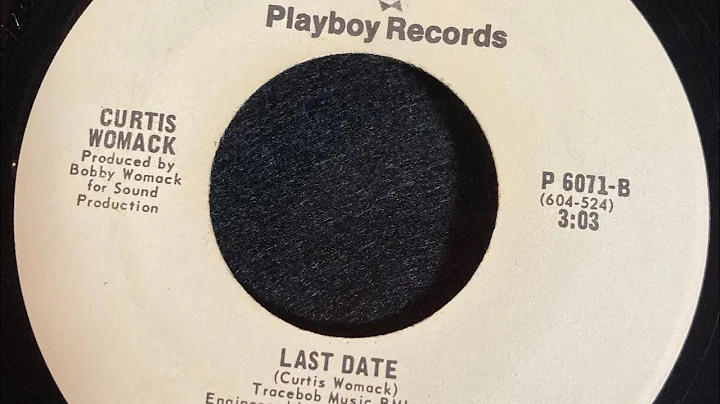 Playboy Records
CURTIS
WOMACK
Produced by
Bobby Womack
for Sound
Production
P 6071-B
(604-524)
3:03
LAST DATE
(Curtis Womack)
Tracebob Music BMI